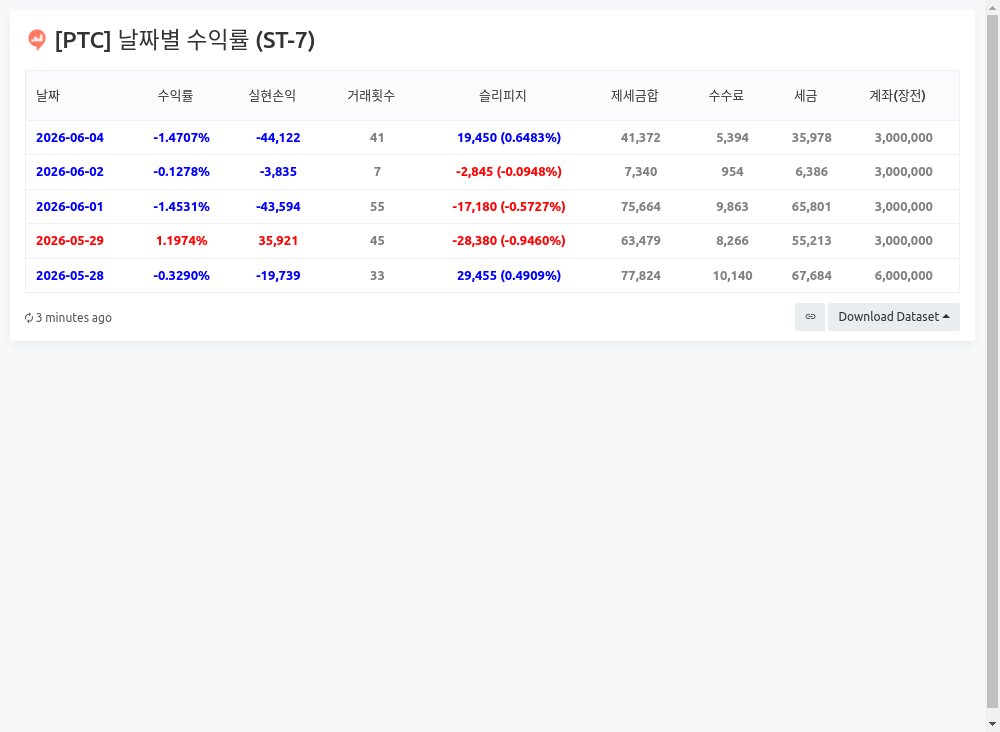 [PTC] 날짜별 수익률 (ST-7)
날짜 수익률 실현손익 거래횟수 슬리피지 제세금합 수수료 세금 계좌(장전)
2026-06-04 -1.4707% -44,122 41 19,450 (0.6483%) 41,372 5,394 35,978 3,000,000
2026-06-02 -0.1278% -3,835 7 -2,845 (-0.0948%) 7,340 954 6,386 3,000,000
2026-06-01 -1.4531% -43,594 55 -17,180 (-0.5727%) 75,664 9,863 65,801 3,000,000
2026-05-29 1.1974% 35,921 45 -28,380 (-0.9460%) 63,479 8,266 55,213 3,000,000
2026-05-28 -0.3290% -19,739 33 29,455 (0.4909%) 77,824 10,140 67,684 6,000,000
3 minutes ago Download Dataset